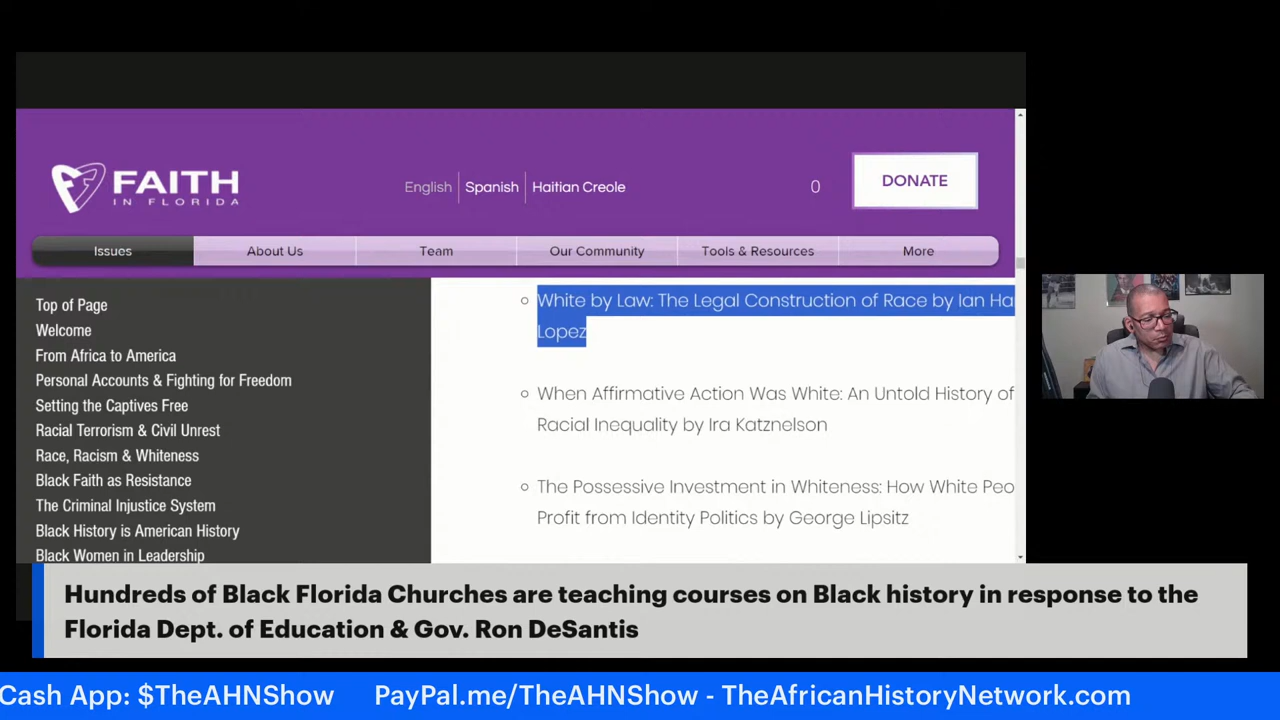 FAITH
IN FLORIDA
English
Spanish
Haitian Creole
0
DONATE
Issues
About Us
Team
Our Community
Tools & Resources
More
Top of Page
Welcome
From Africa to America
Personal Accounts & Fighting for Freedom
Setting the Captives Free
Racial Terrorism & Civil Unrest
Race, Racism & Whiteness
Black Faith as Resistance
The Criminal Injustice System
Black History is American History
Black Women in Leadership
White by Law: The Legal Construction of Race by Ian Ha
Lopez
When Affirmative Action Was White: An Untold History of
Racial Inequality by Ira Katznelson
The Possessive Investment in Whiteness: How White Peo
Profit from Identity Politics by George Lipsitz
Hundreds of Black Florida Churches are teaching courses on Black history in response to the
Florida Dept. of Education & Gov. Ron DeSantis
Cash App: $TheAHNShow PayPal.me/TheAHNShow - TheAfricanHistoryNetwork.com